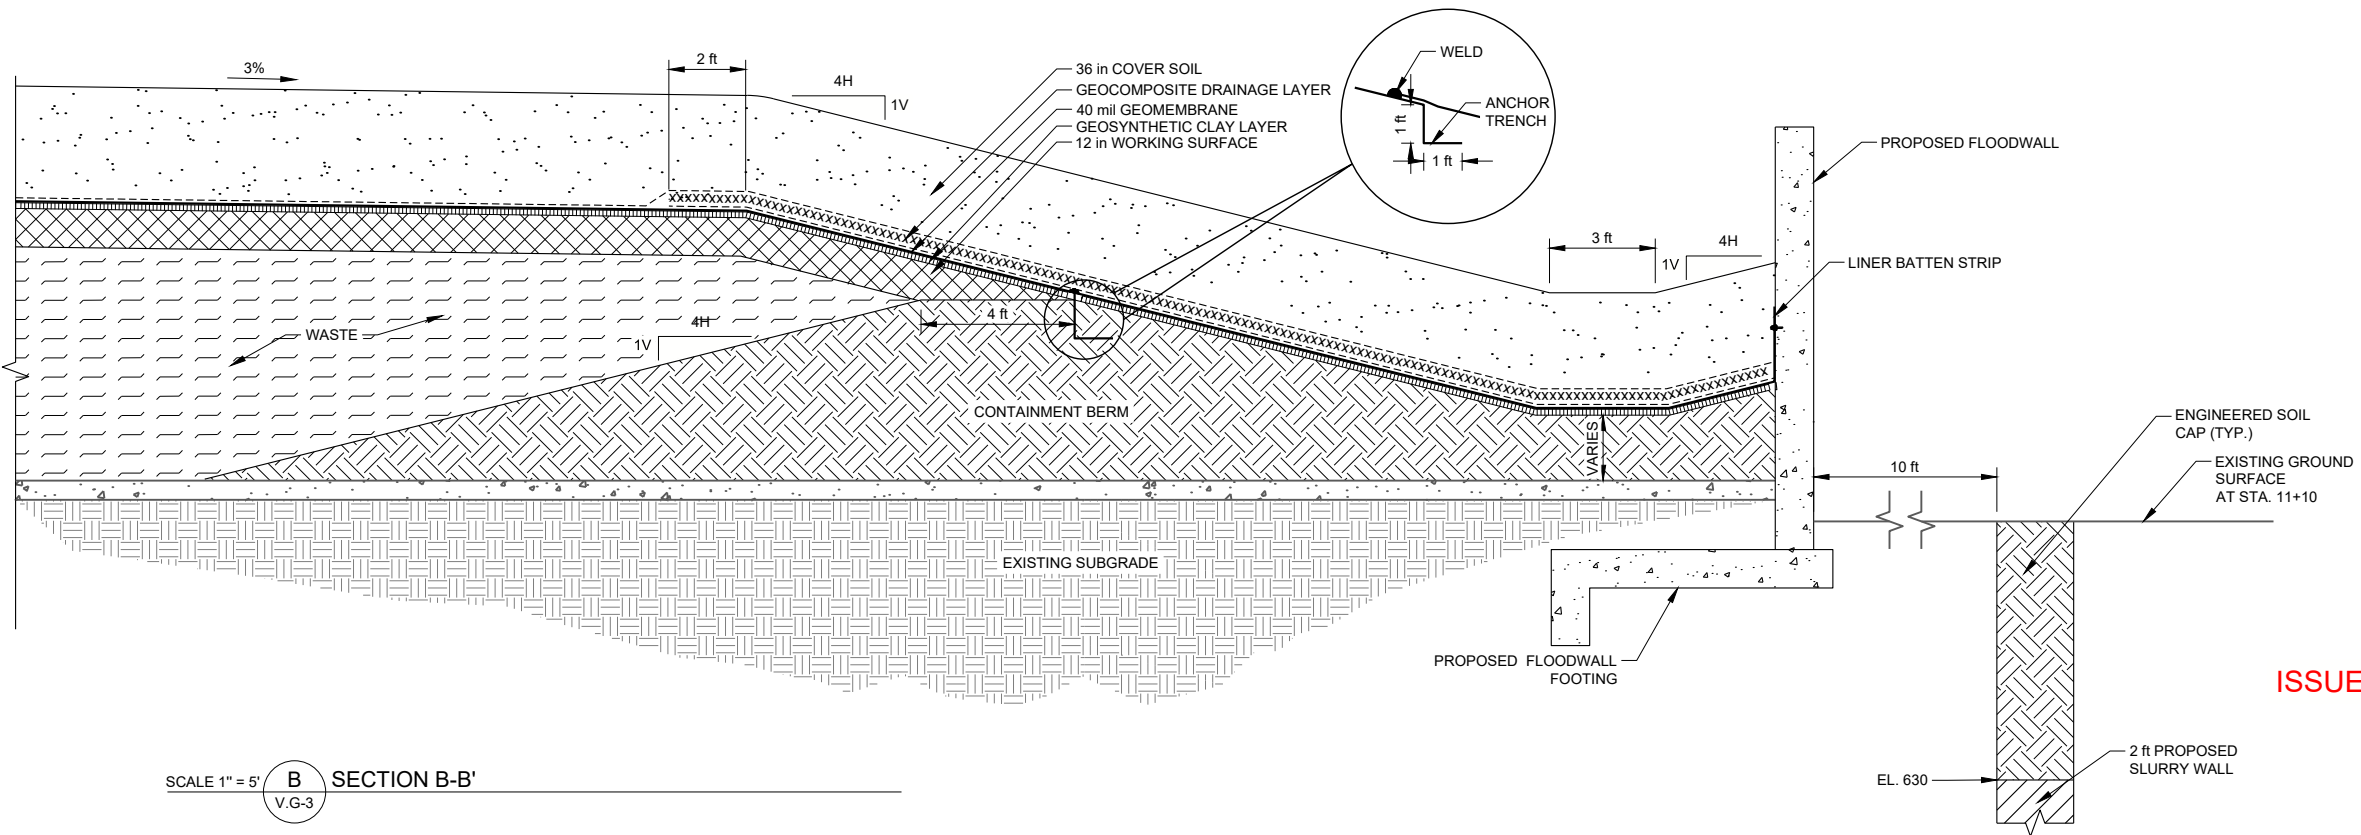 3%
2 ft
4H
1V
36 in COVER SOIL
GEOCOMPOSITE DRAINAGE LAYER
40 mil GEOMEMBRANE
GEOSYNTHETIC CLAY LAYER
12 in WORKING SURFACE
WELD
ANCHOR
TRENCH
1 ft
1 ft
PROPOSED FLOODWALL
3 ft
4H
1V
LINER BATTEN STRIP
WASTE
4H
1V
4 ft
CONTAINMENT BERM
VARIES
ENGINEERED SOIL
CAP (TYP.)
10 ft
EXISTING GROUND
SURFACE
AT STA. 11+10
EXISTING SUBGRADE
PROPOSED FLOODWALL
FOOTING
ISSUE
2 ft PROPOSED
SLURRY WALL
EL. 630
SCALE 1" = 5'
B
V.G-3
SECTION B-B'